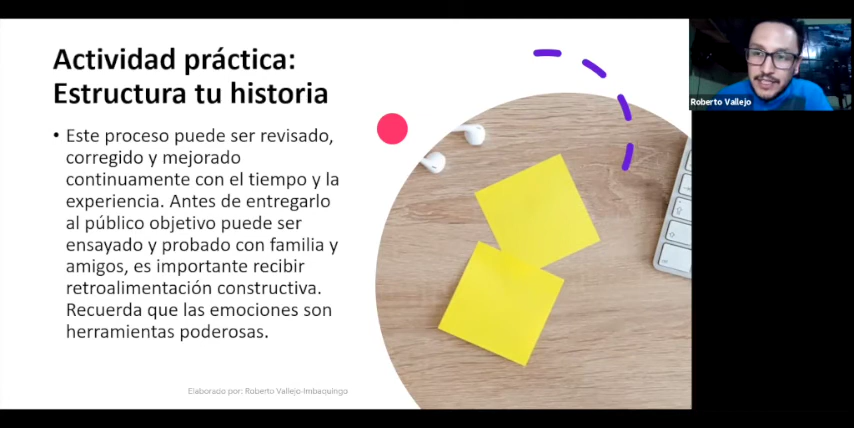 Actividad práctica:
Estructura tu historia
• Este proceso puede ser revisado,
corregido y mejorado
continuamente con el tiempo y la
experiencia. Antes de entregarlo
al público objetivo puede ser
ensayado y probado con familia y
amigos, es importante recibir
retroalimentación constructiva.
Recuerda que las emociones son
herramientas poderosas.
Elaborado por: Roberto Vallejo-Imbaquingo
Roberto Vallejo